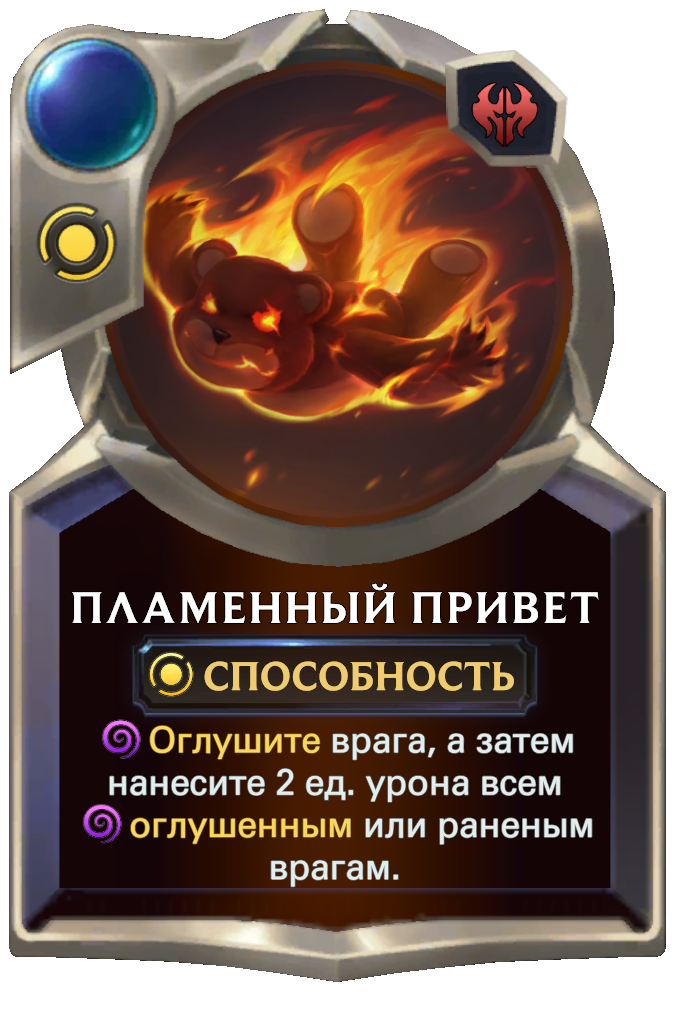 ПЛАМЕННЫЙ ПРИВЕТ
СПОСОБНОСТЬ
Оглушите врага, а затем
нанесите 2 ед. урона всем
оглушенным или раненым
врагам.